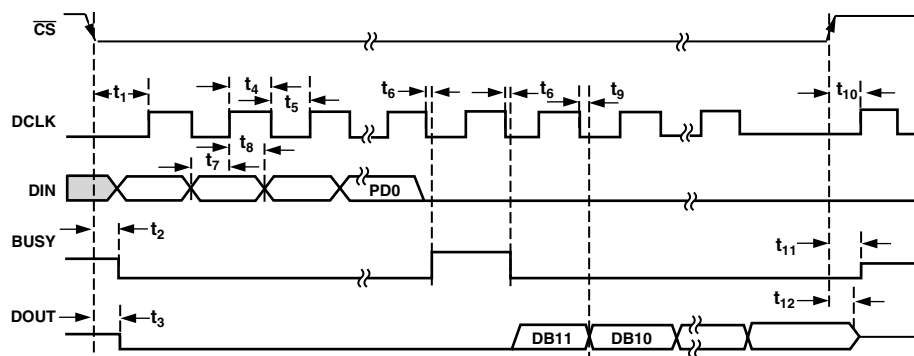 CS
t1 t4 t5 t6 t6 t9 t10
DCLK
t7 t8
DIN PD0
BUSY t2 t11
DOUT t3 DB11 DB10 t12